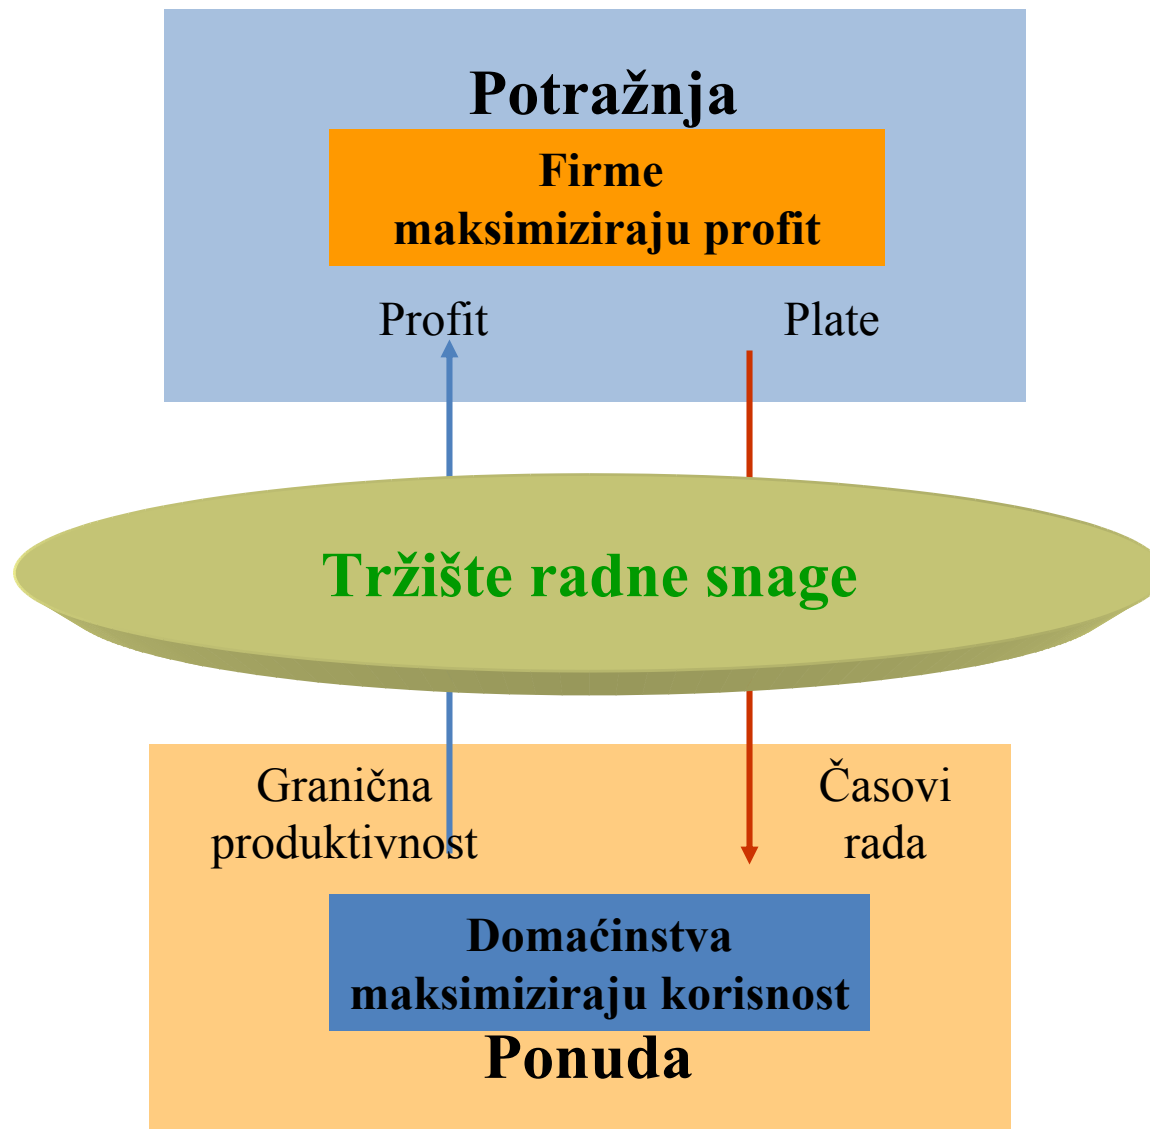 Potražnja
Firme
maksimiziraju profit
Profit
Plate
Tržište radne snage
Granična
produktivnost
Časovi
rada
Domaćinstva
maksimiziraju korisnost
Ponuda